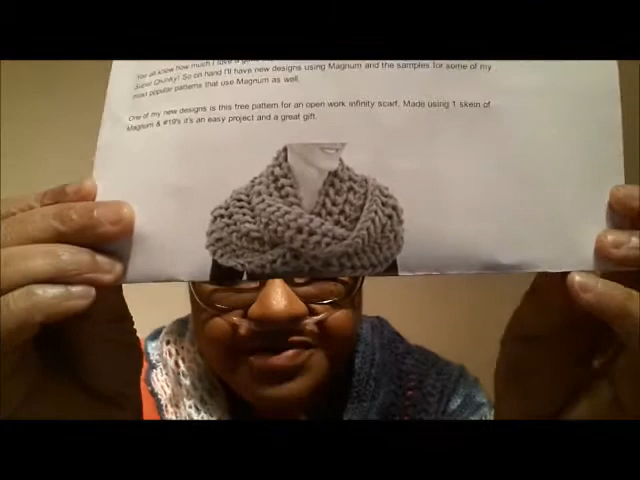 You all know how much I love a
Super Chunky! So on hand I'll have new designs using Magnum and the samples for some of my
most popular patterns that use Magnum as well.
One of my new designs is this free pattern for an open work infinity scarf. Made using 1 skein of
Magnum & #19's it's an easy project and a great gift.